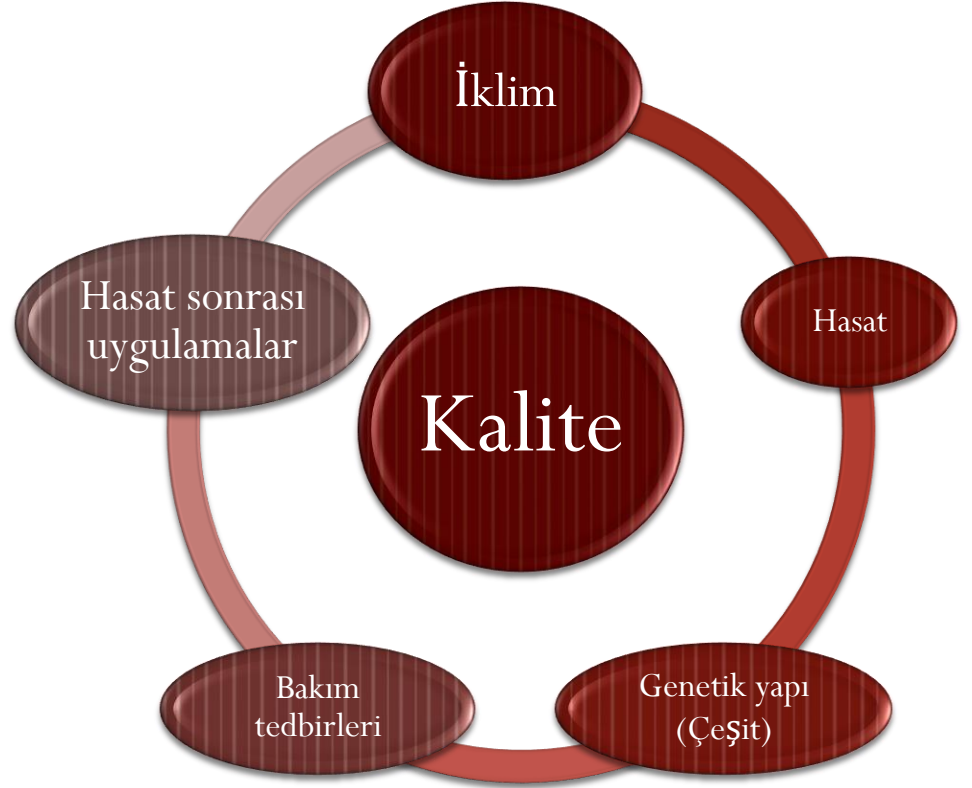 İklim
Hasat
Genetik yapı
(Çeşit)
Bakım
tedbirleri
Hasat sonrası
uygulamalar
Kalite